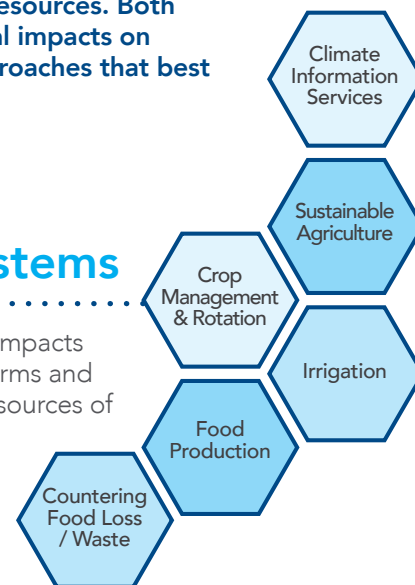 esources. Both
al impacts on
roaches that best
Climate
Information
Services
Sustainable
Agriculture
stems
Crop
Management
& Rotation
mpacts
rms and
sources of
Irrigation
Food
Production
Countering
Food Loss
/ Waste